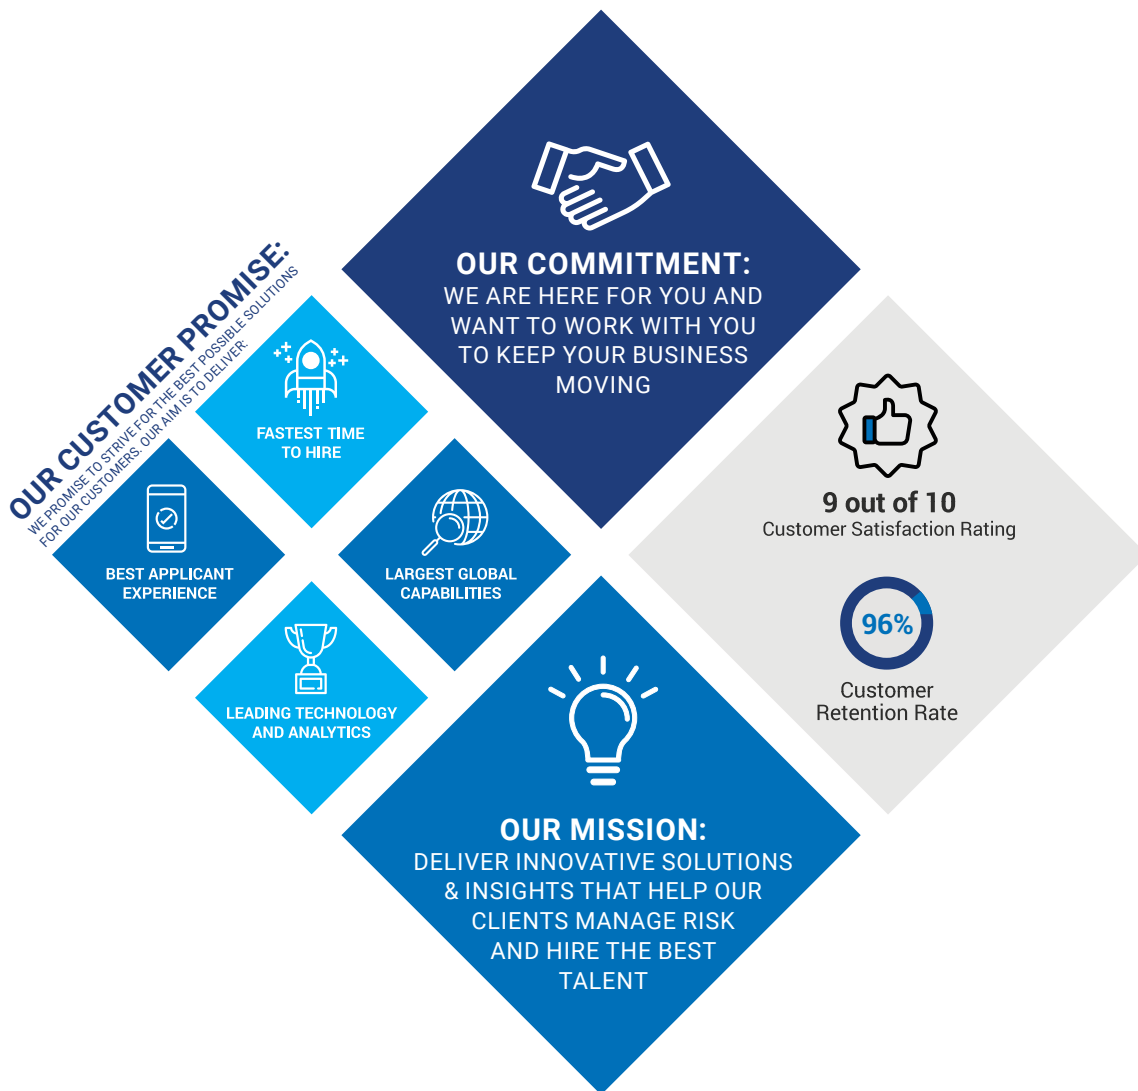 OUR COMMITMENT:
WE ARE HERE FOR YOU AND
WANT TO WORK WITH YOU
TO KEEP YOUR BUSINESS
MOVING
OUR CUSTOMER PROMISE:
WE PROMISE TO STRIVE FOR THE BEST POSSIBLE SOLUTIONS
FOR OUR CUSTOMERS. OUR AIM IS TO DELIVER:
FASTEST TIME
TO HIRE
BEST APPLICANT
EXPERIENCE
LARGEST GLOBAL
CAPABILITIES
LEADING TECHNOLOGY
AND ANALYTICS
9 out of 10
Customer Satisfaction Rating
96%
Customer
Retention Rate
OUR MISSION:
DELIVER INNOVATIVE SOLUTIONS
& INSIGHTS THAT HELP OUR
CLIENTS MANAGE RISK
AND HIRE THE BEST
TALENT